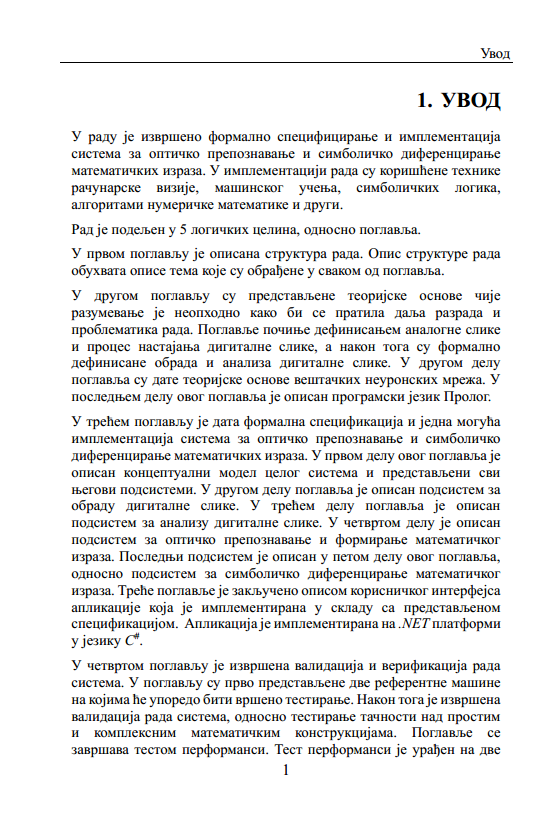 Увод
1. УВОД
У раду је извршено формално специфицирање и имплементација
система за оптичко препознавање и симболичко диференцирање
математичких израза. У имплементацији рада су коришћене технике
рачунарске визије, машинског учења, симболичких логика,
алгоритами нумеричке математике и други.
Рад је подељен у 5 логичких целина, односно поглавља.
У првом поглављу је описана структура рада. Опис структуре рада
обухвата описе тема које су обрађене у сваком од поглавља.
У другом поглављу су представљене теоријске основе чије
разумевање је неопходно како би се пратила даља разрада и
проблематика рада. Поглавље почиње дефинисањем аналогне слике
и процес настајања дигиталне слике, а након тога су формално
дефинисане обрада и анализа дигиталне слике. У другом делу
поглавља су дате теоријске основе вештачких неуронских мрежа. У
последњем делу овог поглавља је описан програмски језик Пролог.
У трећем поглављу је дата формална спецификација и једна могућа
имплементација система за оптичко препознавање и симболичко
диференцирање математичких израза. У првом делу овог поглавља је
описан концептуални модел целог система и представљени сви
његови подсистеми. У другом делу поглавља је описан подсистем за
обраду дигиталне слике. У трећем делу поглавља је описан
подсистем за анализу дигиталне слике. У четвртом делу је описан
подсистем за оптичко препознавање и формирање математичког
израза. Последњи подсистем је описан у петом делу овог поглавља,
односно подсистем за симболичко диференцирање математичког
израза. Треће поглавље је закључено описом корисничког интерфејса
апликације која је имплементирана у складу са представљеном
спецификацијом. Апликација је имплементирана на .NET платформи
у језику C#.
У четвртом поглављу је извршена валидација и верификација рада
система. У поглављу су прво представљене две референтне машине
на којима ће упоредо бити вршено тестирање. Након тога је извршена
валидација рада система, односно тестирање тачности над простим
и комплексним математичким конструкцијама. Поглавље се
завршава тестом перформанси. Тест перформанси је урађен на две
1